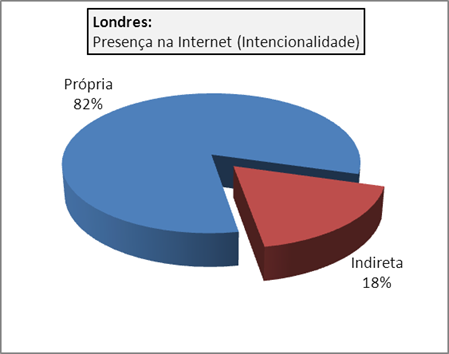 Londres:
Presença na Internet (Intencionalidade)
Própria
82%
Indireta
18%